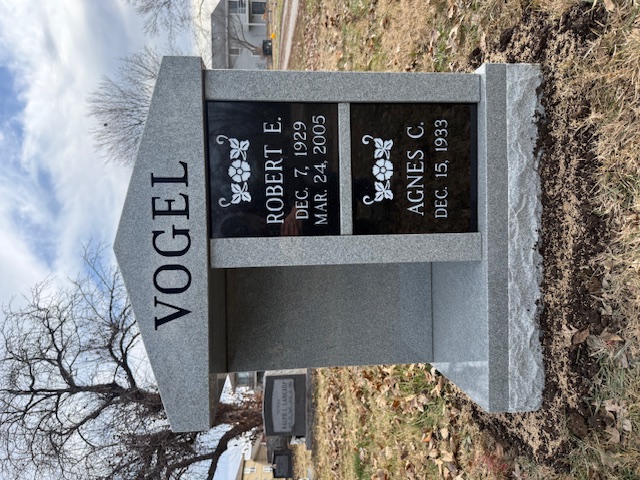 VOGEL
ROBERT E.
DEC. 7, 1929
MAR. 24, 2005
AGNES C.
DEC. 15, 1933